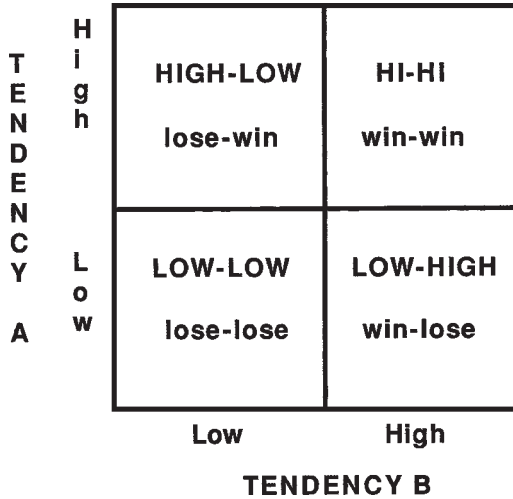 TENDENCY A
High
HIGH-LOW
lose-win
HI-HI
win-win
Low
LOW-LOW
lose-lose
LOW-HIGH
win-lose
Low
High
TENDENCY B